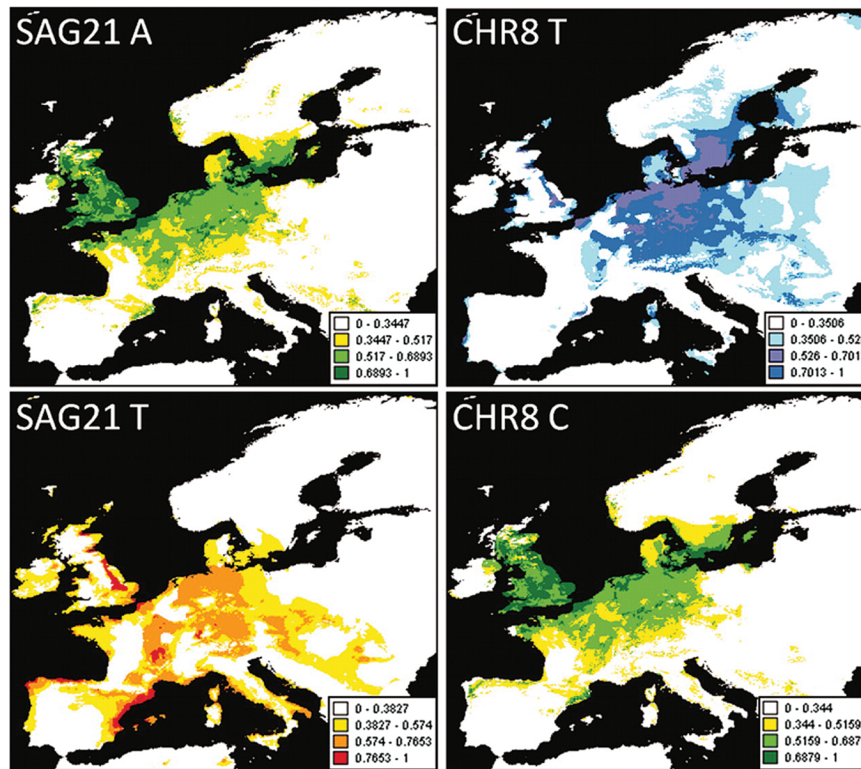 SAG21 A
0 - 0.3447
0.3447 - 0.517
0.517 - 0.6893
0.6893 - 1
CHR8 T
0 - 0.3506
0.3506 - 0.526
0.526 - 0.7013
0.7013 - 1
SAG21 T
0 - 0.3827
0.3827 - 0.574
0.574 - 0.7653
0.7653 - 1
CHR8 C
0 - 0.344
0.344 - 0.5159
0.5159 - 0.687
0.6879 - 1